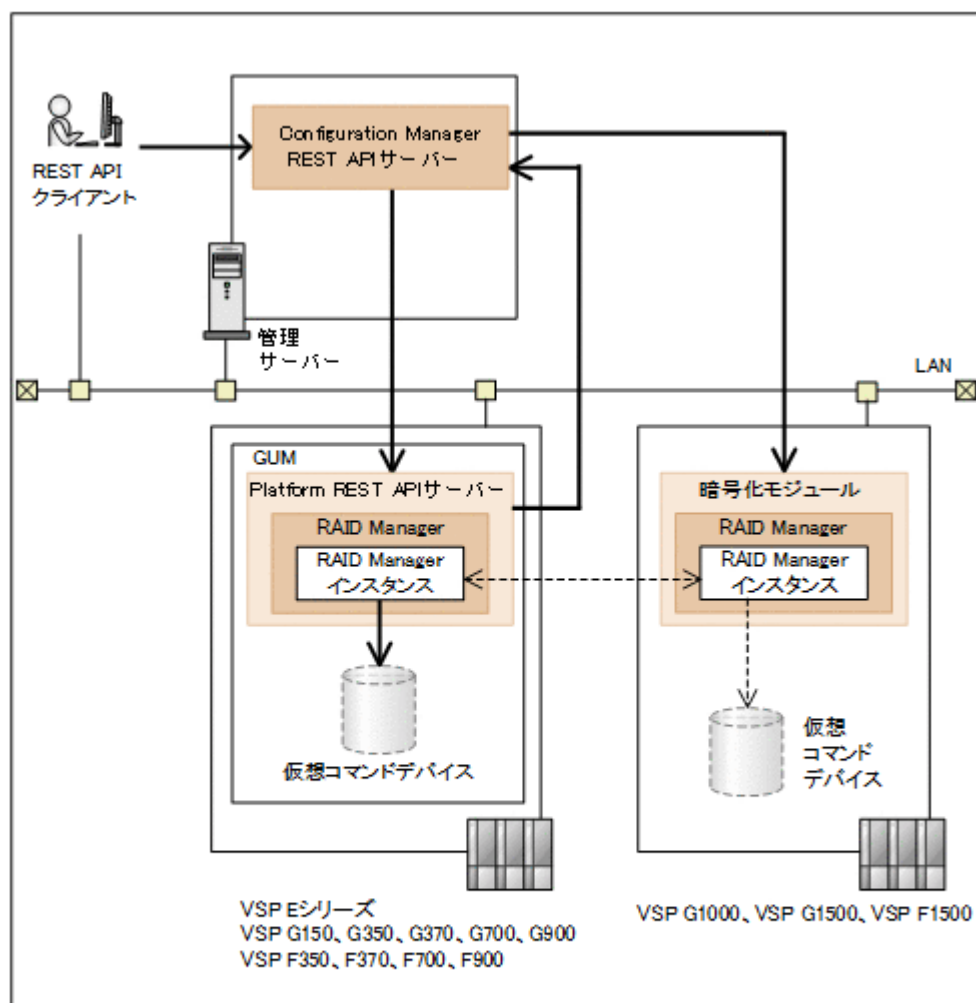 Configuration Manager
REST APIサーバー
REST API
クライアント
管理
サーバー
LAN
GUM
Platform REST APIサーバー
RAID Manager
RAID Manager
インスタンス
仮想コマンドデバイス
暗号化モジュール
RAID Manager
RAID Manager
インスタンス
仮想
コマンド
デバイス
VSP Eシリーズ
VSP G150、G350、G370、G700、G900
VSP F350、F370、F700、F900
VSP G1000、VSP G1500、VSP F1500